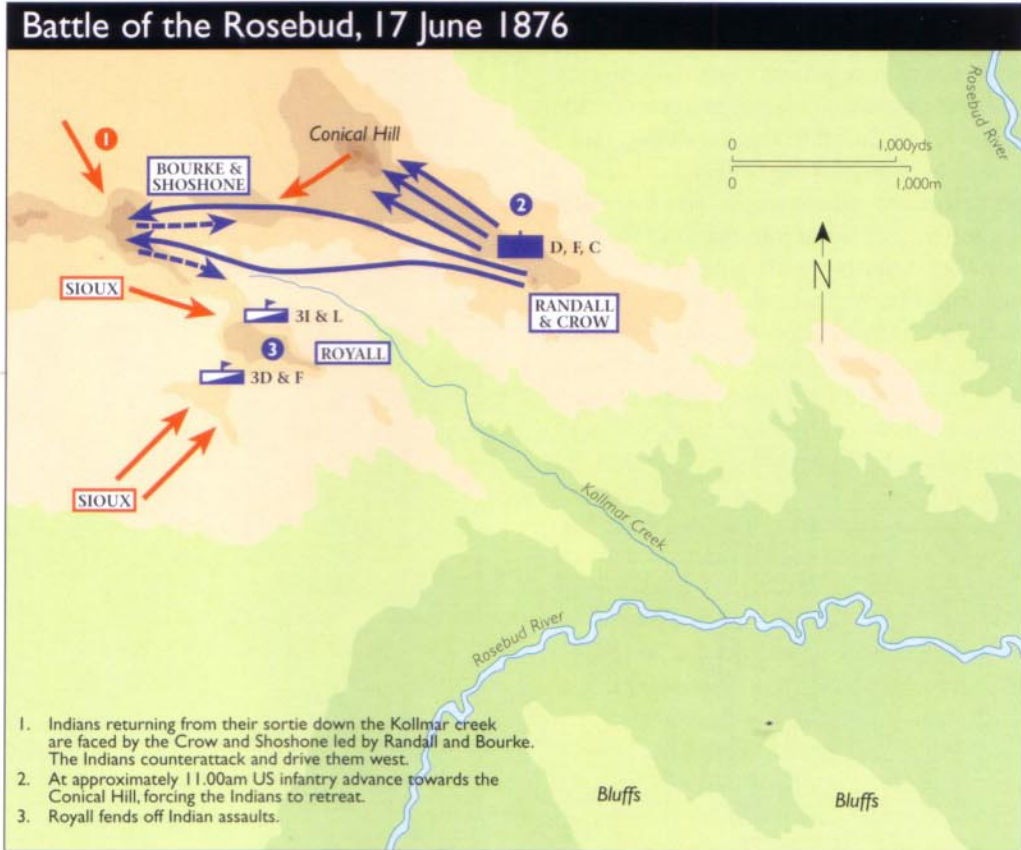 Battle of the Rosebud, 17 June 1876
Rosebud River
Conical Hill
1
BOURKE &
SHOSHONE
0 1,000yds
0 1,000m
2
D, F, C
N
SIOUX
RANDALL
& CROW
3I & L
3
ROYALL
3D & F
SIOUX
Kollmar Creek
Rosebud River
1. Indians returning from their sortie down the Kollmar creek
are faced by the Crow and Shoshone led by Randall and Bourke.
The Indians counterattack and drive them west.
2. At approximately 11.00am US infantry advance towards the
Conical Hill, forcing the Indians to retreat.
3. Royall fends off Indian assaults.
Bluffs
Bluffs